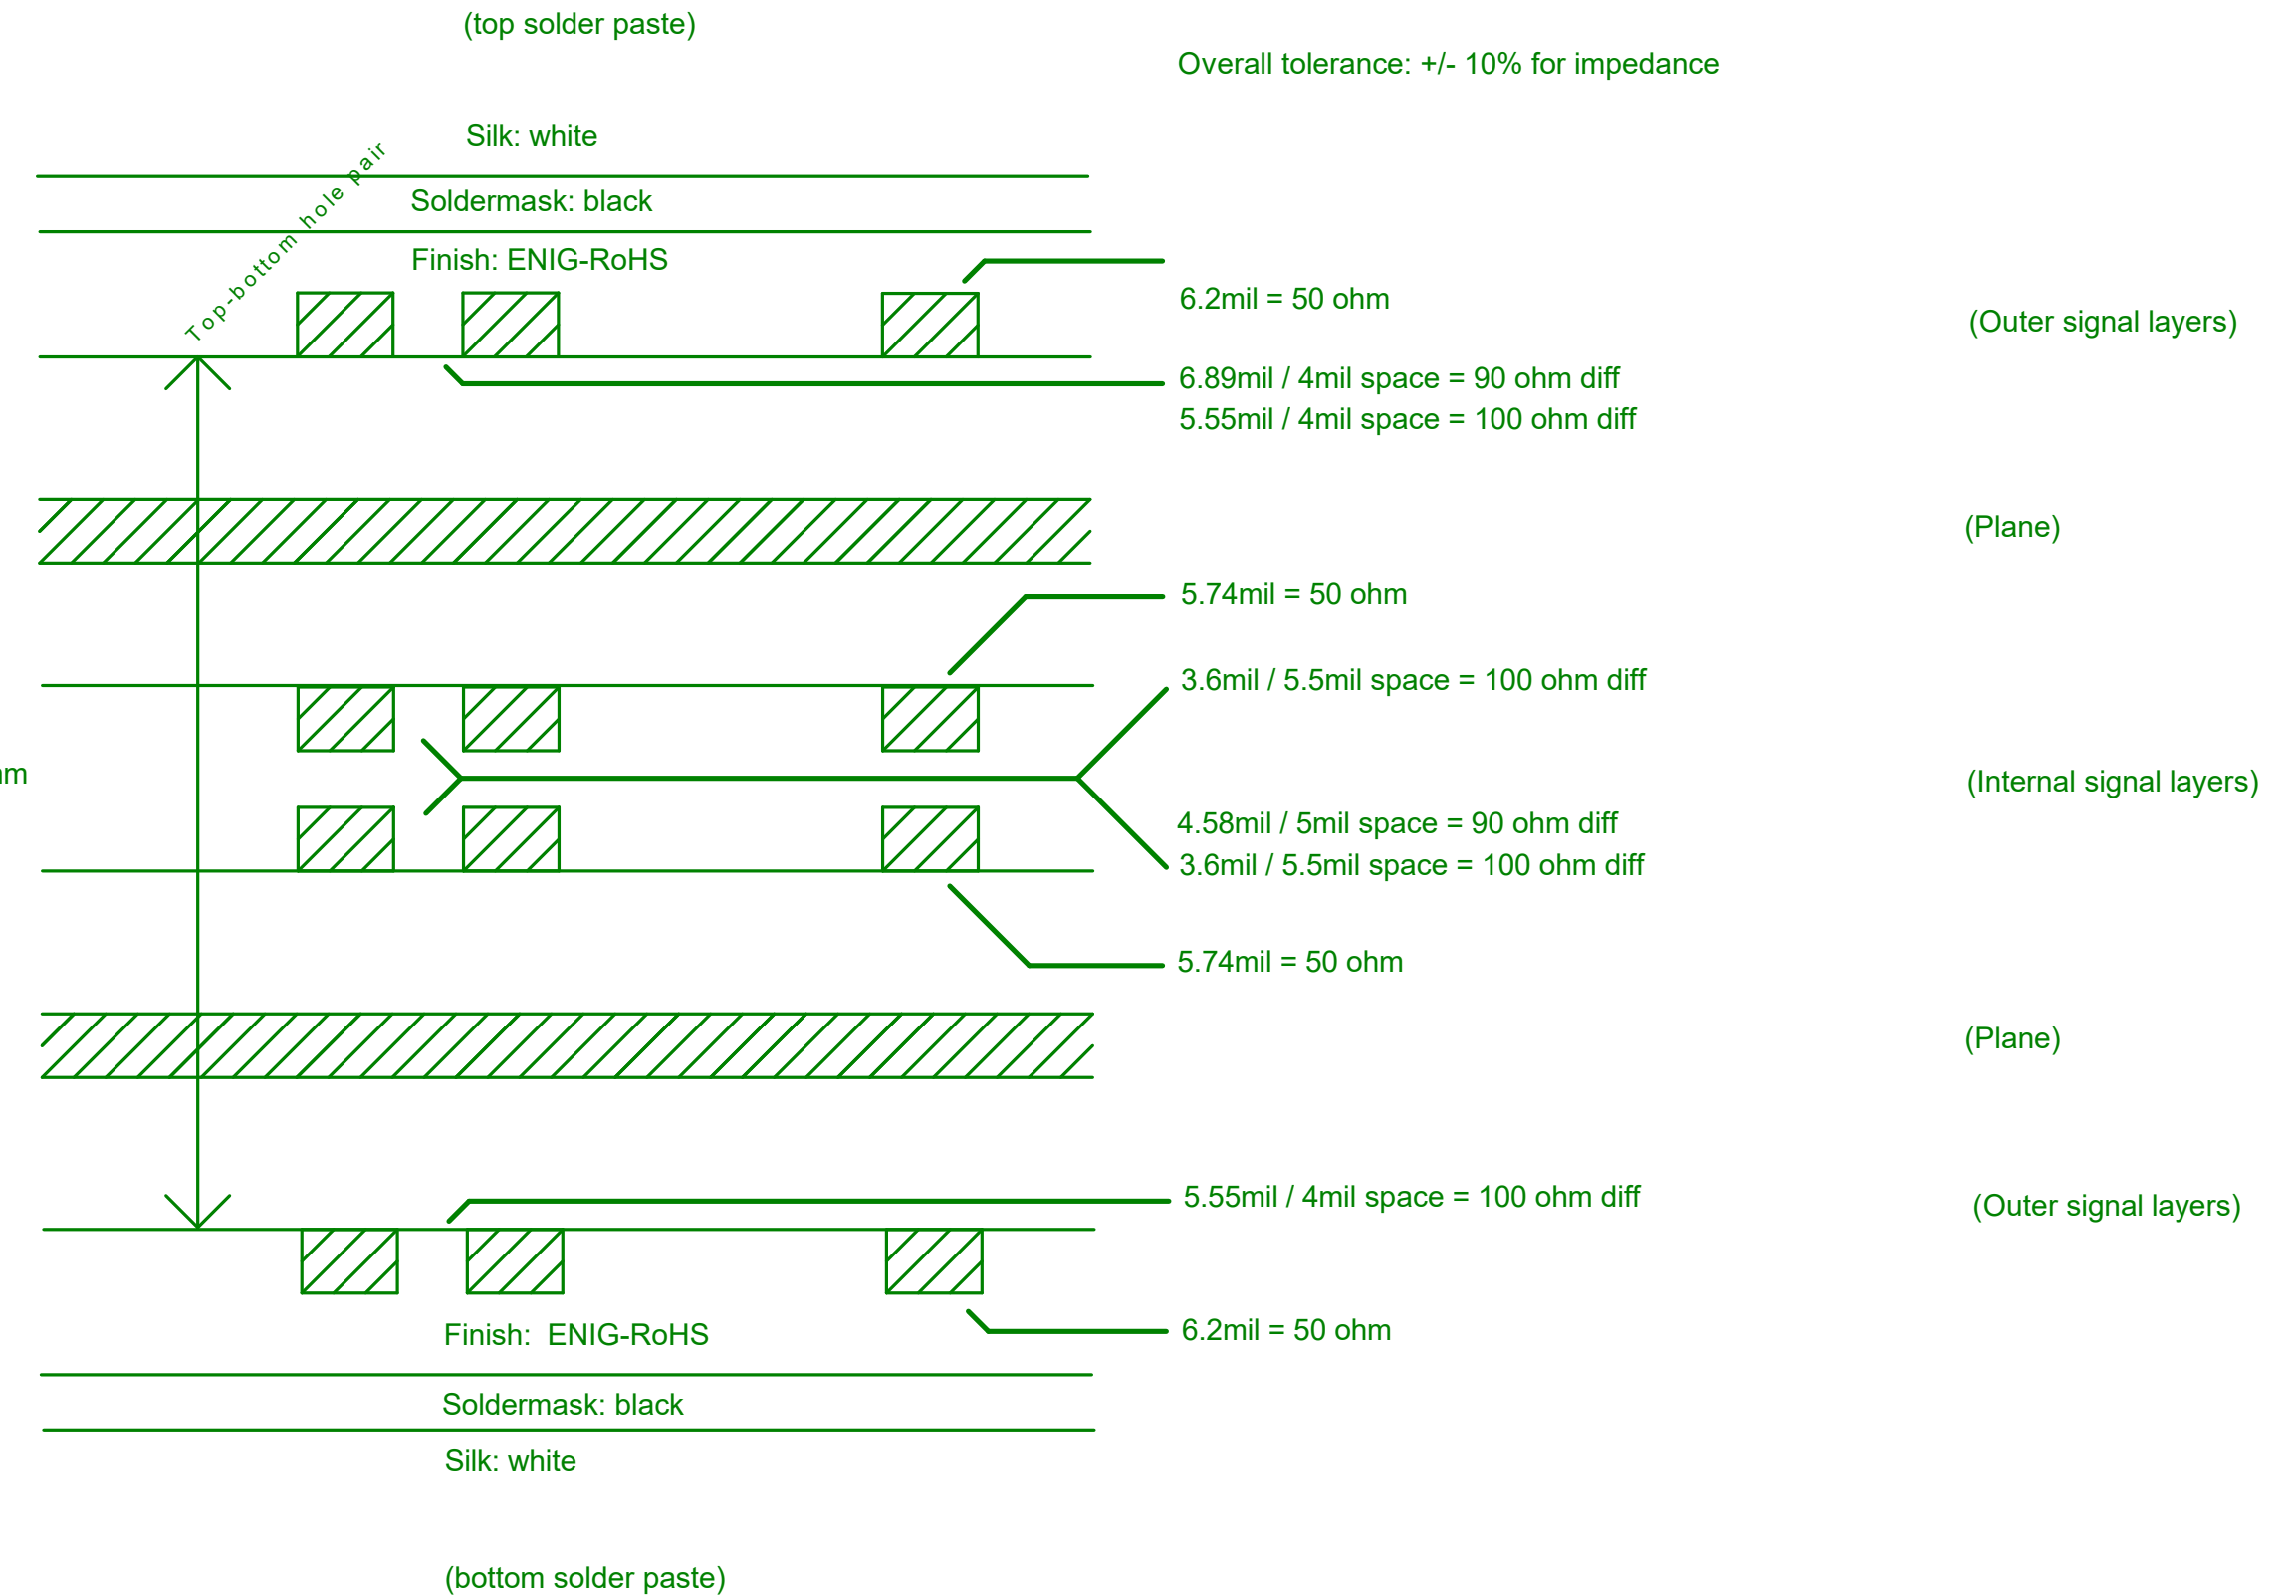 (top solder paste)
Overall tolerance: +/- 10% for impedance
Silk: white
Top-bottom hole pair
Soldermask: black
Finish: ENIG-RoHS
6.2mil = 50 ohm
(Outer signal layers)
6.89mil / 4mil space = 90 ohm diff
5.55mil / 4mil space = 100 ohm diff
(Plane)
5.74mil = 50 ohm
3.6mil / 5.5mil space = 100 ohm diff
(Internal signal layers)
4.58mil / 5mil space = 90 ohm diff
3.6mil / 5.5mil space = 100 ohm diff
5.74mil = 50 ohm
(Plane)
5.55mil / 4mil space = 100 ohm diff
(Outer signal layers)
6.2mil = 50 ohm
Finish:  ENIG-RoHS
Soldermask: black
Silk: white
(bottom solder paste)